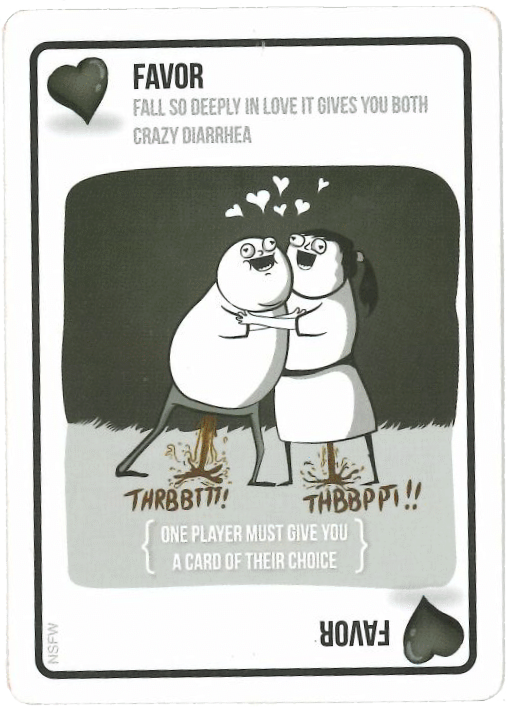 FAVOR
FALL SO DEEPLY IN LOVE IT GIVES YOU BOTH
CRAZY DIARRHEA
THRBBTTT!
THBBPPT!!
ONE PLAYER MUST GIVE YOU
A CARD OF THEIR CHOICE
NSFW
FAVOR